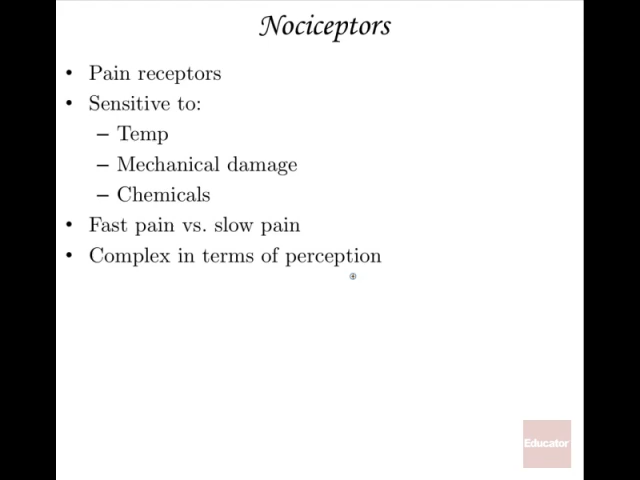 Nociceptors
• Pain receptors
• Sensitive to:
– Temp
– Mechanical damage
– Chemicals
• Fast pain vs. slow pain
• Complex in terms of perception
Educator